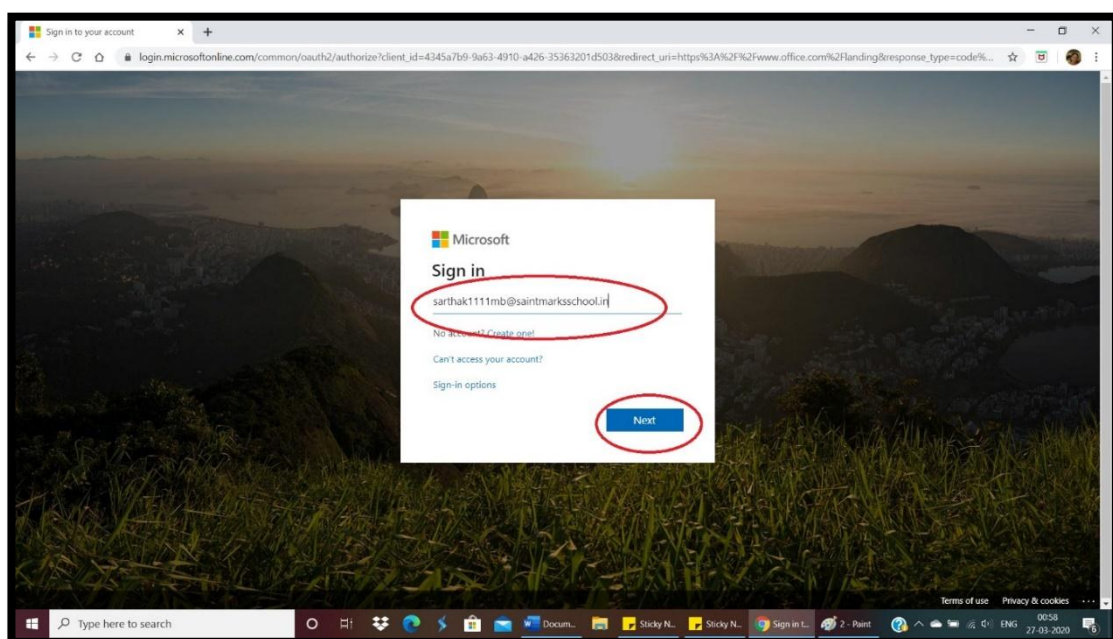 Sign in to your account
login.microsoftonline.com/common/oauth2/authorize?client_id=4345a7b9-9a63-4910-a426-35363201d503&redirect_uri=https%3A%2F%2Fwww.office.com%2Flanding&response_type=code%...
Microsoft
Sign in
sarthak1111mb@saintmarksschool.in
No account? Create one!
Can't access your account?
Sign-in options
Next
Terms of use Privacy & cookies ...
Type here to search
Docum... Sticky N... Sticky N... Sign in t... 2 - Paint ENG 00:58
27-03-2020
6